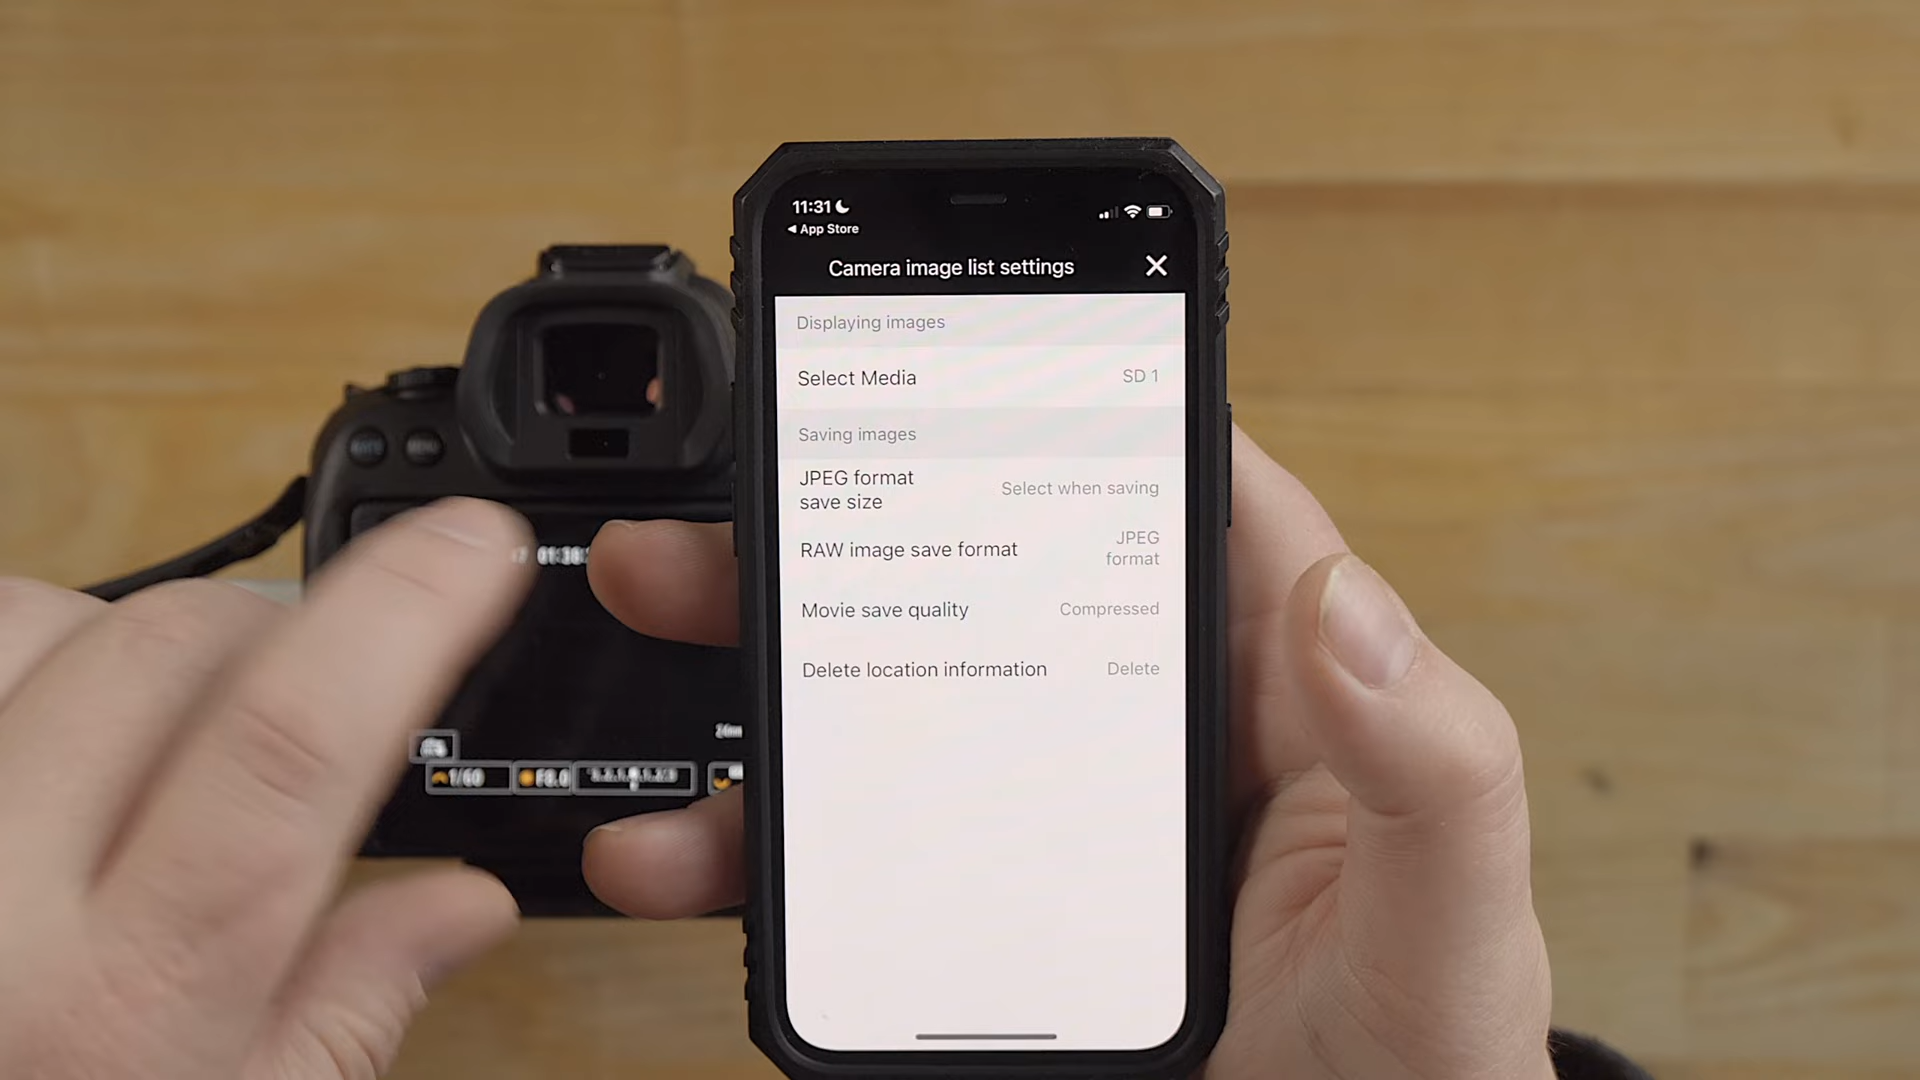 11:31
◀ App Store
Camera image list settings
Displaying images
Select Media SD 1
Saving images
JPEG format
save size Select when saving
RAW image save format JPEG
format
Movie save quality Compressed
Delete location information Delete
MENU
24mm
1/60 F8.0